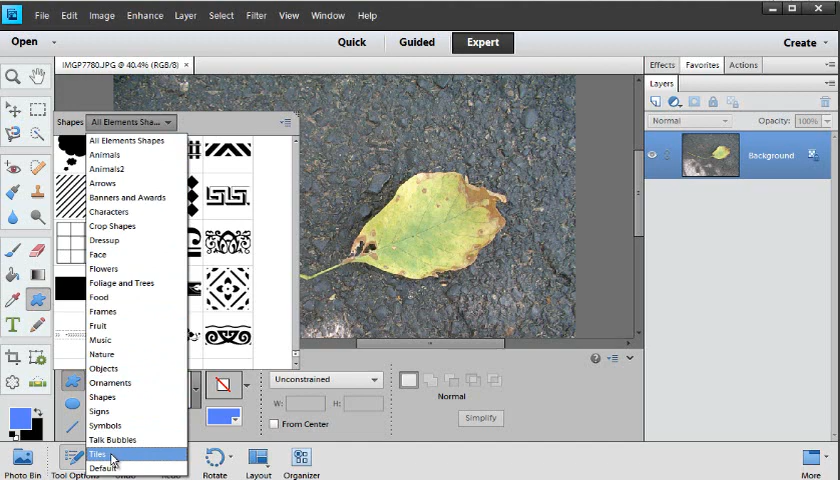 File Edit Image Enhance Layer Select Filter View Window Help
Open Quick Guided Expert Create
IMGP7780.JPG @ 40.4% (RGB/8) × Effects Favorites Actions
Layers
Shapes All Elements Sha... Normal Opacity: 100%
All Elements Shapes
Animals
Background
Animals2
Arrows
Banners and Awards
Characters
Crop Shapes
Dressup
Face
Flowers
Foliage and Trees
Food
Frames
Fruit
Music
Nature
Objects
Ornaments
Shapes
Signs
Symbols
Talk Bubbles
Tiles
Default
Unconstrained
W: H: Normal
From Center Simplify
Photo Bin Tool Options Undo Redo Rotate Layout Organizer More